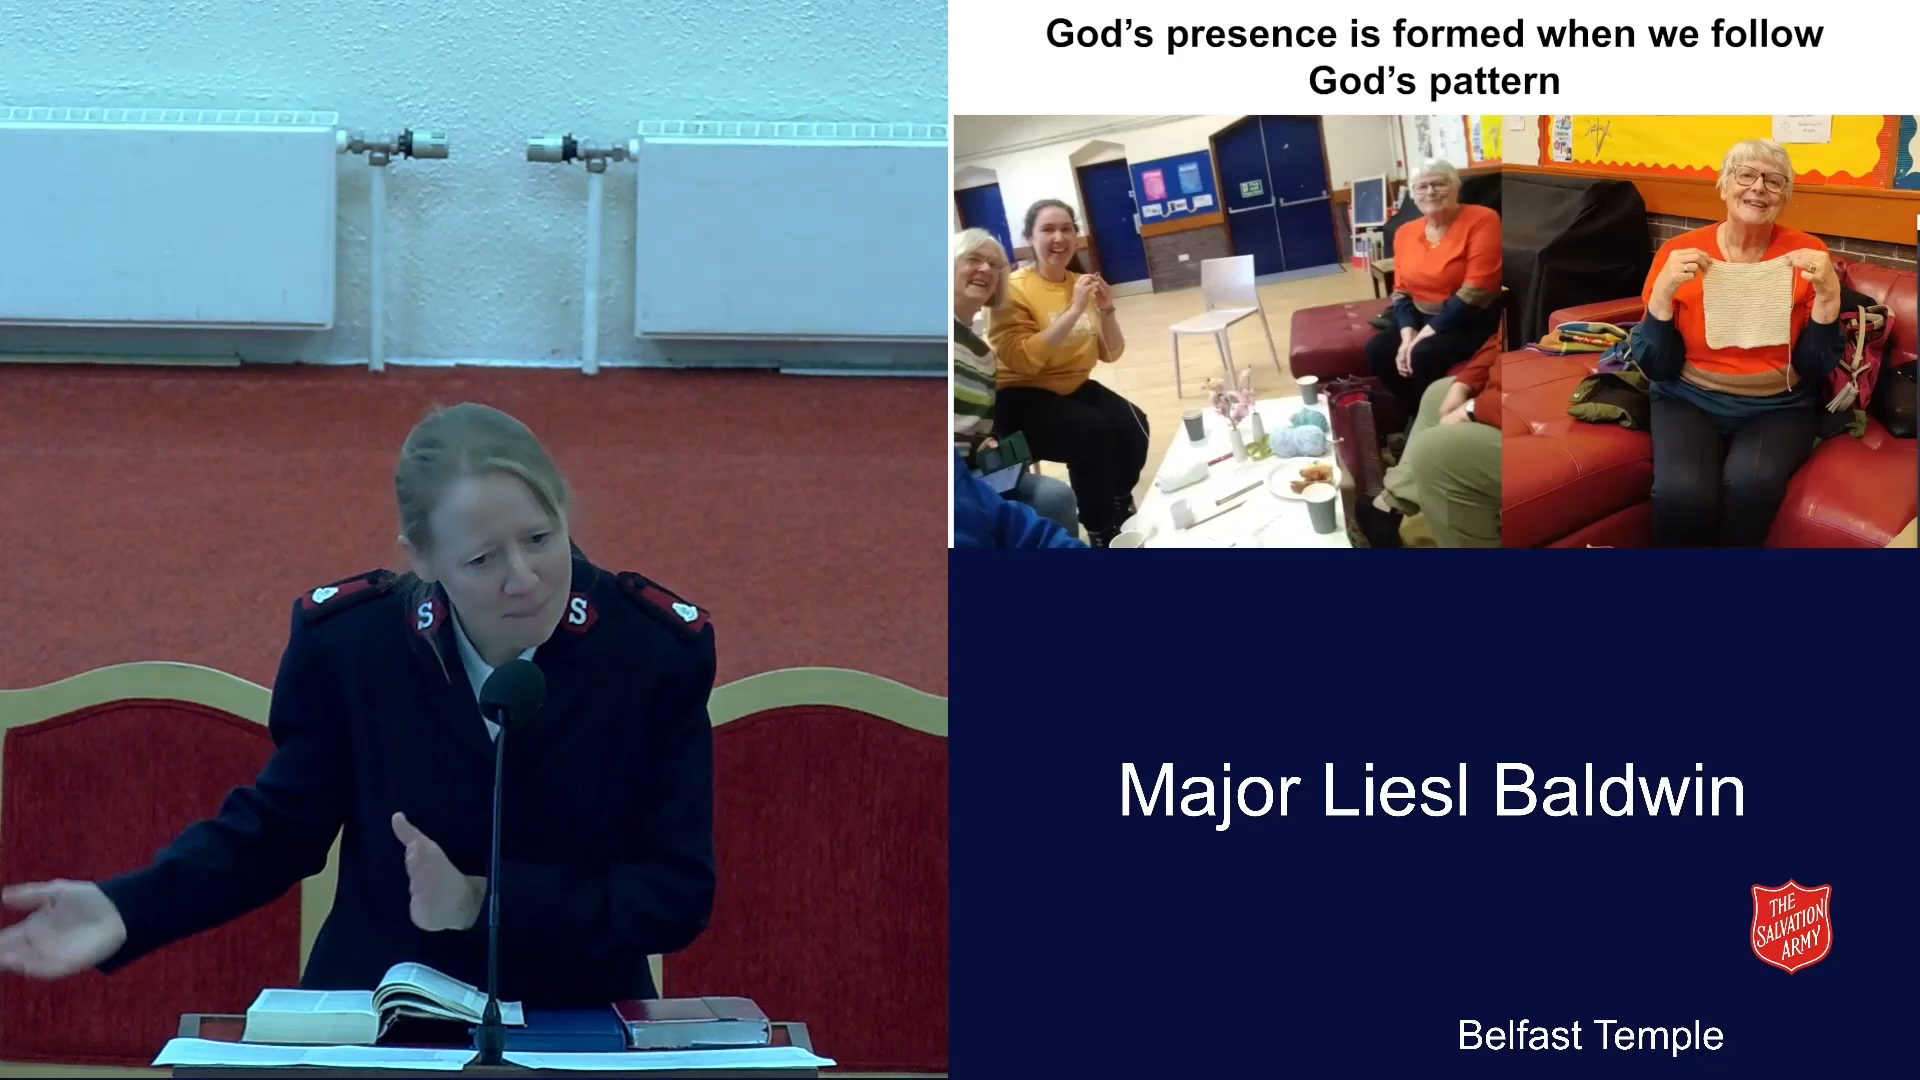 God's presence is formed when we follow
God's pattern
S
S
Major Liesl Baldwin
THE
SALVATION
ARMY
Belfast Temple